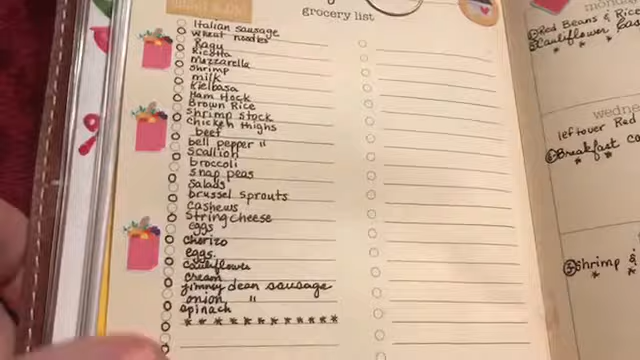 grocery list
Italian sausage
wheat noodles
Ragu
Ricotta
Mozzarella
Shrimp
milk
Kielbasa
Ham Hock
Brown Rice
Shrimp Stock
chicken thighs
beef
bell pepper "
Scallion
broccoli
snap peas
Salads
brussel sprouts
cashews
String cheese
eggs
chorizo
eggs.
cauliflower
cream
jimmy dean sausage
onion "
spinach
* * * * * * * * * * * *
Red Beans & Rice
Cauliflower
* * *
wedne
leftover Red
Breakfast
* * *
Shrimp &
* *